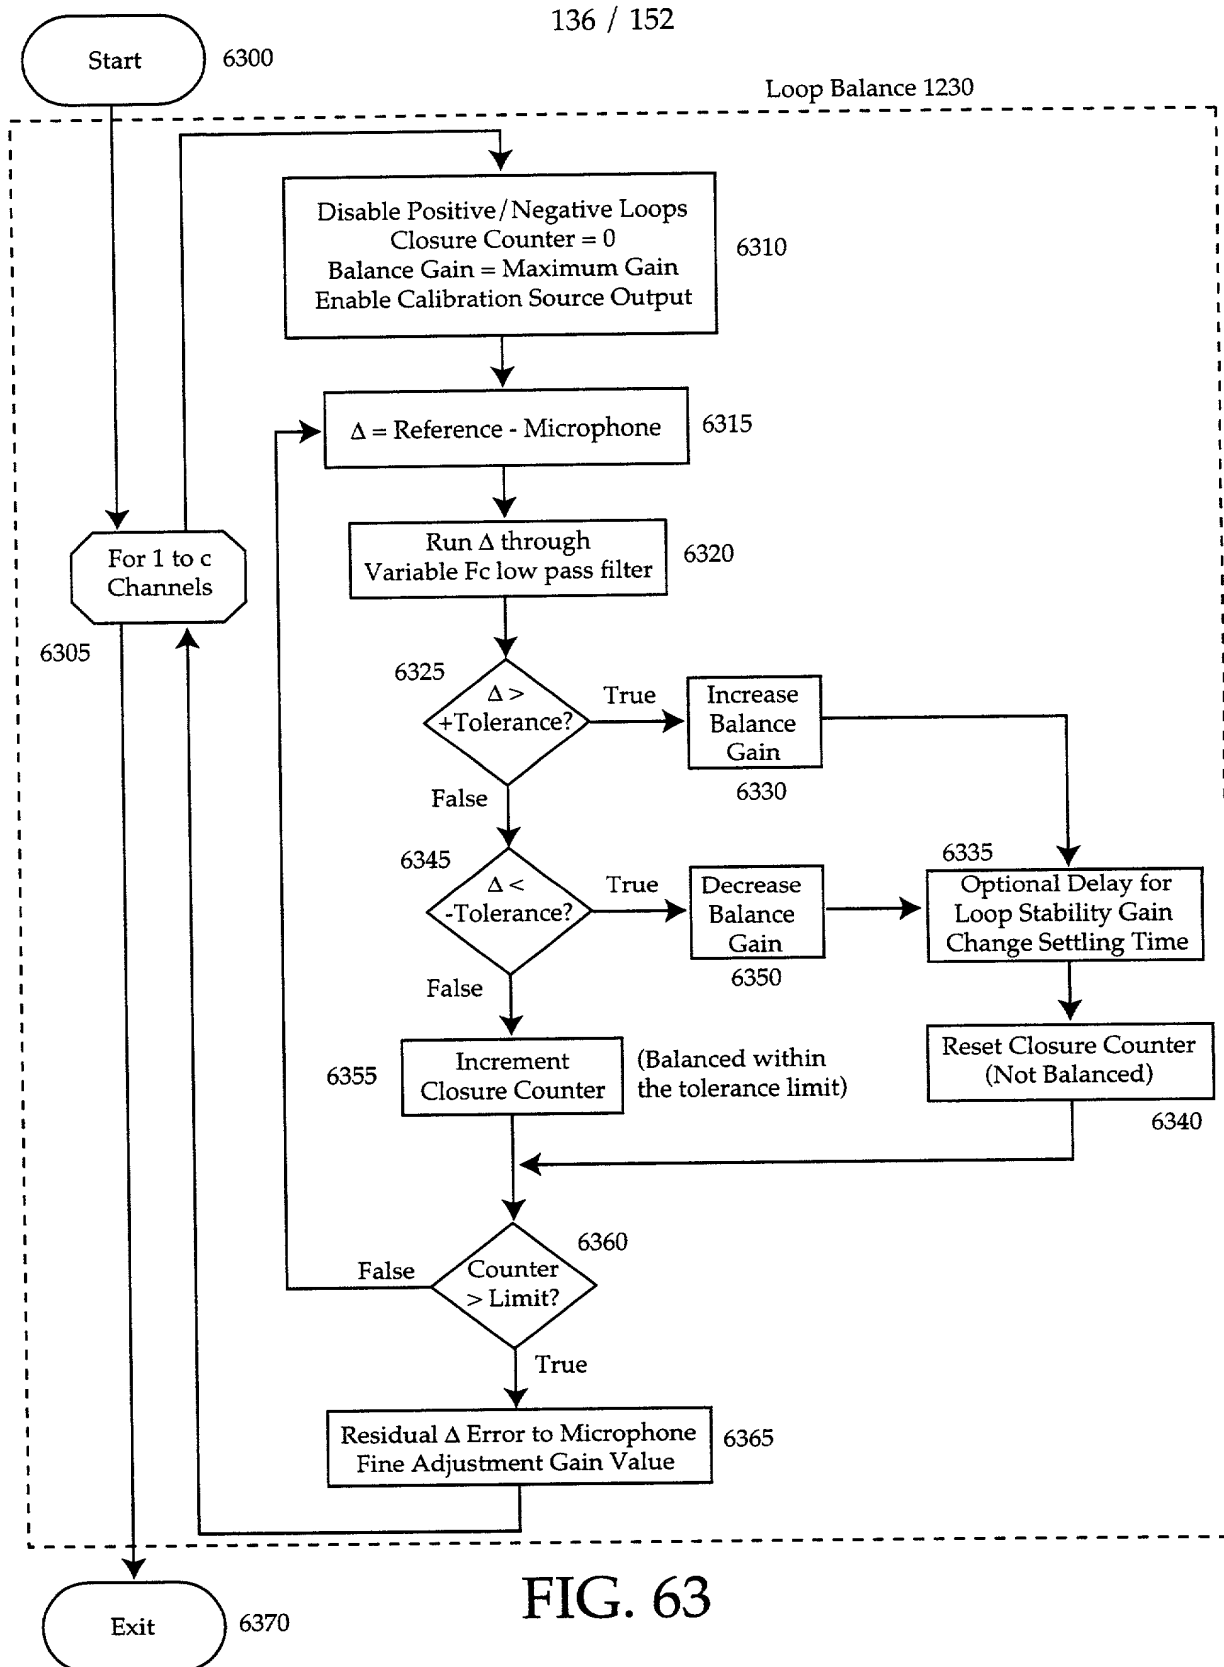 136 / 152
Start
6300
Loop Balance 1230
Disable Positive/Negative Loops
Closure Counter = 0
Balance Gain = Maximum Gain
Enable Calibration Source Output
6310
Δ = Reference - Microphone
6315
Run Δ through
Variable Fc low pass filter
6320
For 1 to c
Channels
6305
6325
Δ >
+Tolerance?
True
Increase
Balance
Gain
6330
False
6345
Δ <
-Tolerance?
True
Decrease
Balance
Gain
6350
6335
Optional Delay for
Loop Stability Gain
Change Settling Time
False
6355
Increment
Closure Counter
(Balanced within
the tolerance limit)
Reset Closure Counter
(Not Balanced)
6340
6360
False
Counter
> Limit?
True
Residual Δ Error to Microphone
Fine Adjustment Gain Value
6365
Exit
6370
FIG. 63